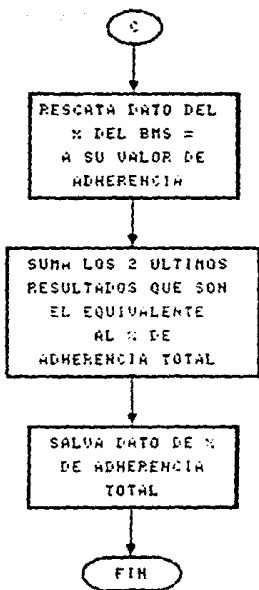 C
RESCATA DATO DEL
% DEL BMS =
A SU VALOR DE
ADHERENCIA
SUMA LOS 2 ULTIMOS
RESULTADOS QUE SON
EL EQUIVALENTE
AL % DE
ADHERENCIA TOTAL
SALVA DATO DE %
DE ADHERENCIA
TOTAL
FIN